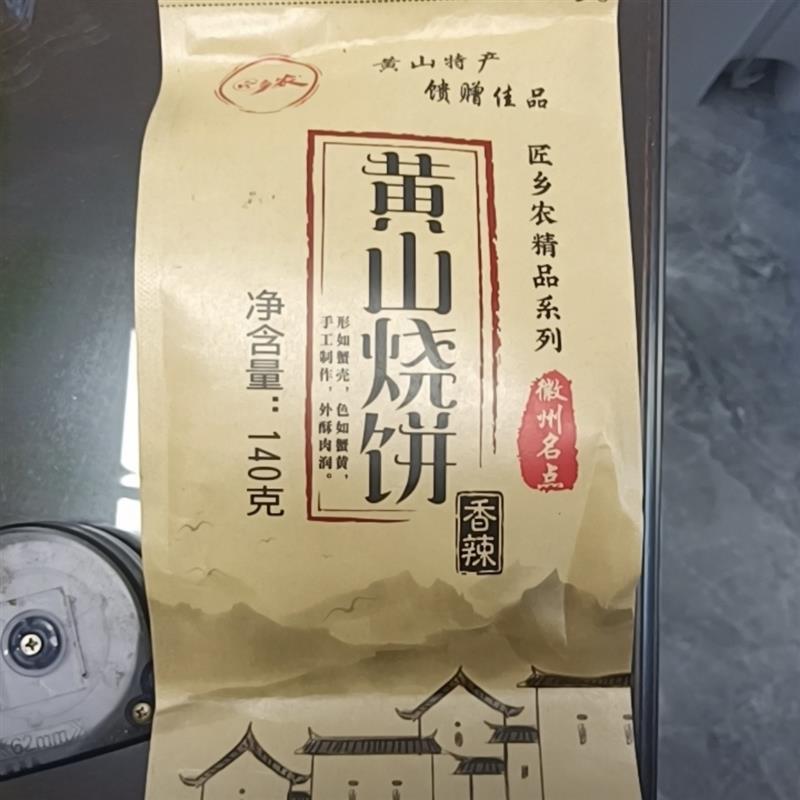 匠乡农
黄山特产
馈赠佳品
匠乡农精品系列
徽州名点
黄山烧饼
香辣
形如蟹壳，色如蟹黄，
手工制作，外酥肉润。
净含量：140克
62mm